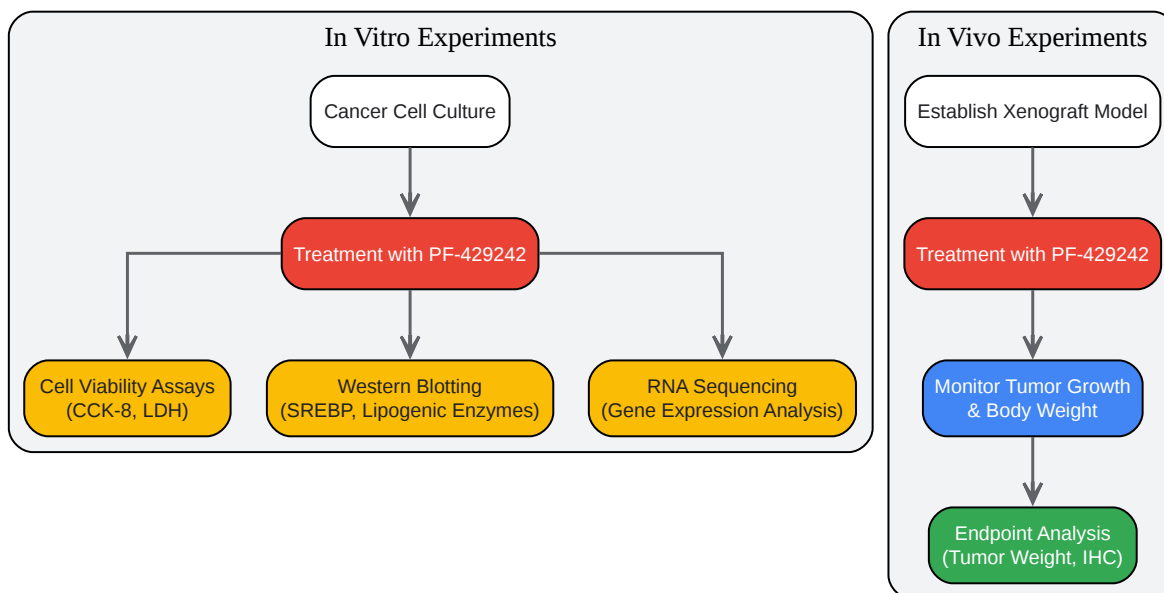 In Vitro Experiments
Cancer Cell Culture
Treatment with PF-429242
Cell Viability Assays
(CCK-8, LDH)
Western Blotting
(SREBP, Lipogenic Enzymes)
RNA Sequencing
(Gene Expression Analysis)
In Vivo Experiments
Establish Xenograft Model
Treatment with PF-429242
Monitor Tumor Growth
& Body Weight
Endpoint Analysis
(Tumor Weight, IHC)